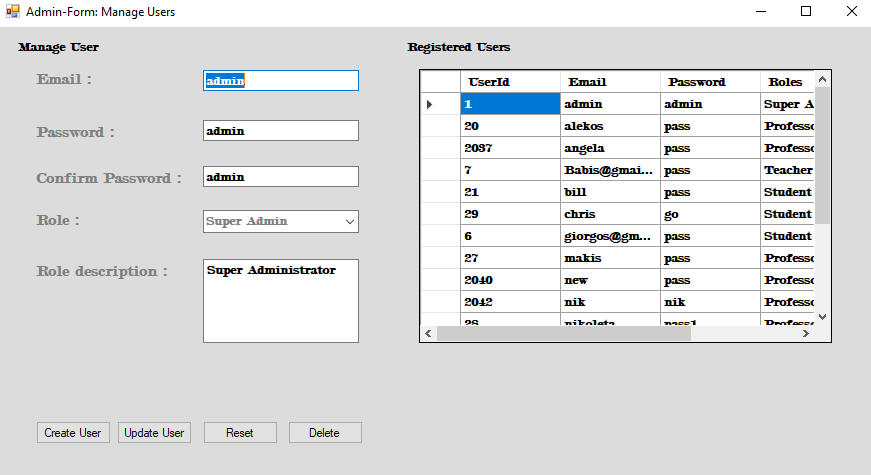 Admin-Form: Manage Users
Manage User
Email :
admin
Password :
admin
Confirm Password :
admin
Role :
Super Admin
Role description :
Super Administrator
Create User
Update User
Reset
Delete
Registered Users
UserId Email Password Roles
1 admin admin Super A
20 alekos pass Professo
2037 angela pass Professo
7 Babis@gmai... pass Teacher
21 bill pass Student
29 chris go Student
6 giorgos@gm... pass Student
27 makis pass Professo
2040 new pass Professo
2042 nik nik Professo
26 nikoleta pass1 Professo